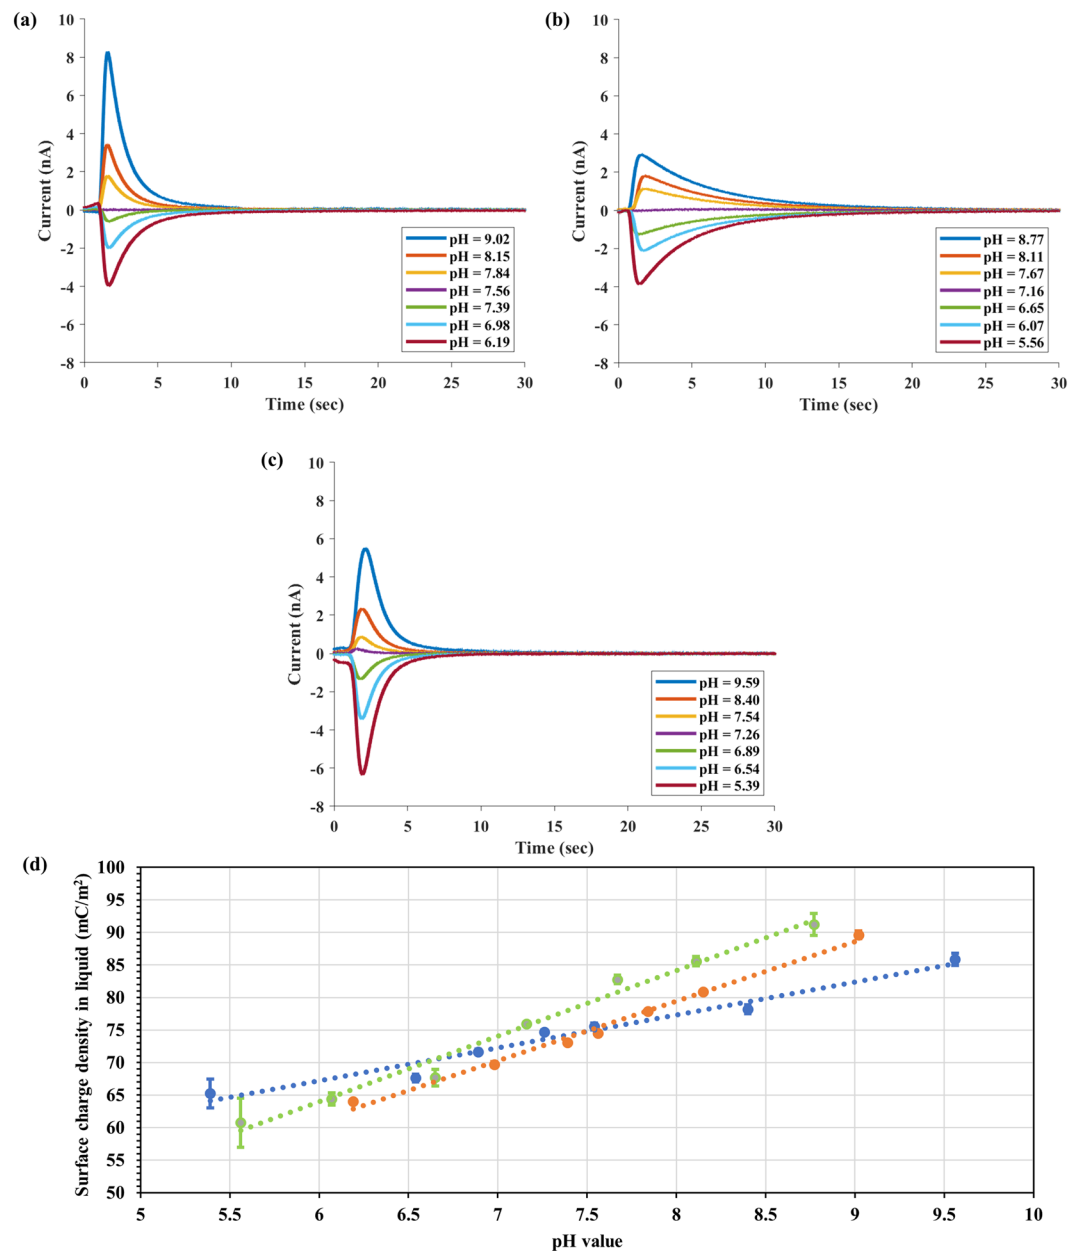 (a)
10
8
6
4
2
0
-2
-4
-6
-8
Current (nA)
pH = 9.02
pH = 8.15
pH = 7.84
pH = 7.56
pH = 7.39
pH = 6.98
pH = 6.19
0 5 10 15 20 25 30
Time (sec)
(b)
10
8
6
4
2
0
-2
-4
-6
-8
Current (nA)
pH = 8.77
pH = 8.11
pH = 7.67
pH = 7.16
pH = 6.65
pH = 6.07
pH = 5.56
0 5 10 15 20 25 30
Time (sec)
(c)
10
8
6
4
2
0
-2
-4
-6
-8
Current (nA)
pH = 9.59
pH = 8.40
pH = 7.54
pH = 7.26
pH = 6.89
pH = 6.54
pH = 5.39
0 5 10 15 20 25 30
Time (sec)
(d)
100
95
90
85
80
75
70
65
60
55
50
Surface charge density in liquid (mC/m²)
5 5.5 6 6.5 7 7.5 8 8.5 9 9.5 10
pH value